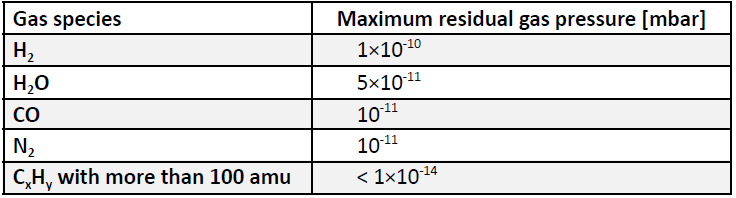 Gas species Maximum residual gas pressure [mbar]
H₂ 1×10⁻¹⁰
H₂O 5×10⁻¹¹
CO 10⁻¹¹
N₂ 10⁻¹¹
CₓHᵧ with more than 100 amu < 1×10⁻¹⁴